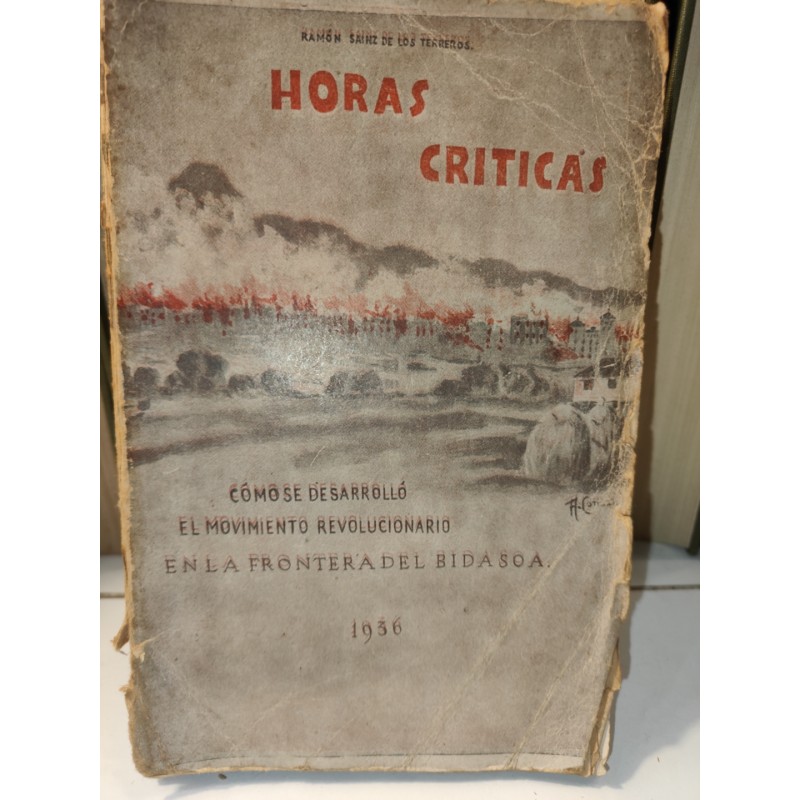 RAMÓN SAINZ DE LOS TERREROS.
HORAS
CRITICAS
CÓMO SE DESARROLLÓ
EL MOVIMIENTO REVOLUCIONARIO
EN LA FRONTERA DEL BIDASOA.
1936